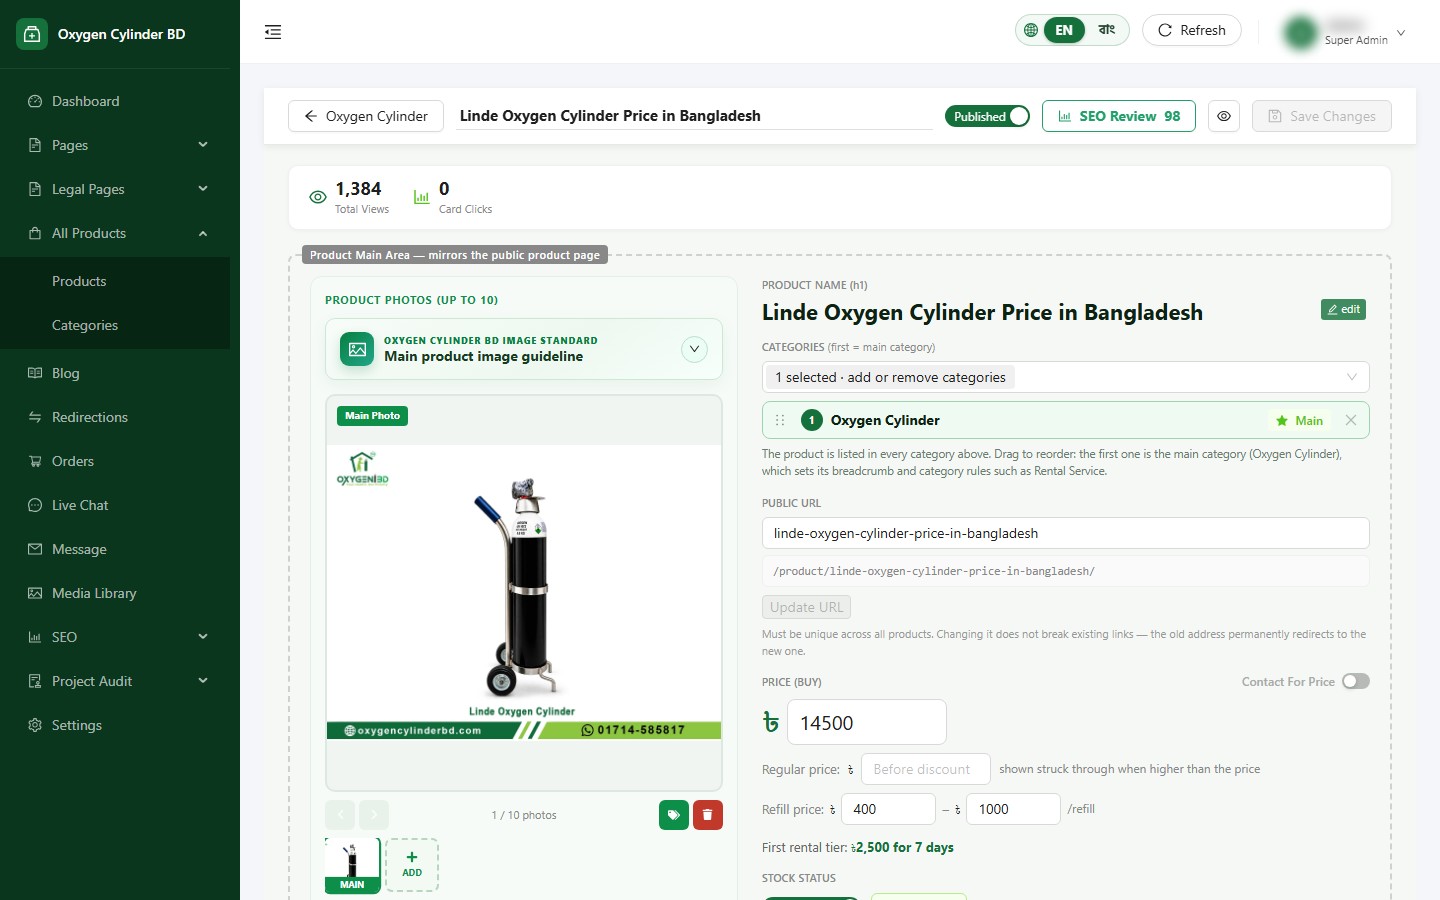 Oxygen Cylinder BD
EN
বাং
Refresh
Super Admin
Dashboard
Pages
Legal Pages
All Products
Products
Categories
Blog
Redirections
Orders
Live Chat
Message
Media Library
SEO
Project Audit
Settings
Oxygen Cylinder
Linde Oxygen Cylinder Price in Bangladesh
Published
SEO Review 98
Save Changes
1,384
Total Views
0
Card Clicks
Product Main Area — mirrors the public product page
PRODUCT PHOTOS (UP TO 10)
OXYGEN CYLINDER BD IMAGE STANDARD
Main product image guideline
Main Photo
OXYGENBD
Linde Oxygen Cylinder
oxygencylinderbd.com
01714-585817
1 / 10 photos
MAIN
+
ADD
PRODUCT NAME (h1)
Linde Oxygen Cylinder Price in Bangladesh
edit
CATEGORIES (first = main category)
1 selected · add or remove categories
1 Oxygen Cylinder
Main
The product is listed in every category above. Drag to reorder: the first one is the main category (Oxygen Cylinder),
which sets its breadcrumb and category rules such as Rental Service.
PUBLIC URL
linde-oxygen-cylinder-price-in-bangladesh
/product/linde-oxygen-cylinder-price-in-bangladesh/
Update URL
Must be unique across all products. Changing it does not break existing links — the old address permanently redirects to the
new one.
PRICE (BUY)
Contact For Price
৳ 14500
Regular price: ৳ Before discount shown struck through when higher than the price
Refill price: ৳ 400 – ৳ 1000 /refill
First rental tier: ৳2,500 for 7 days
STOCK STATUS